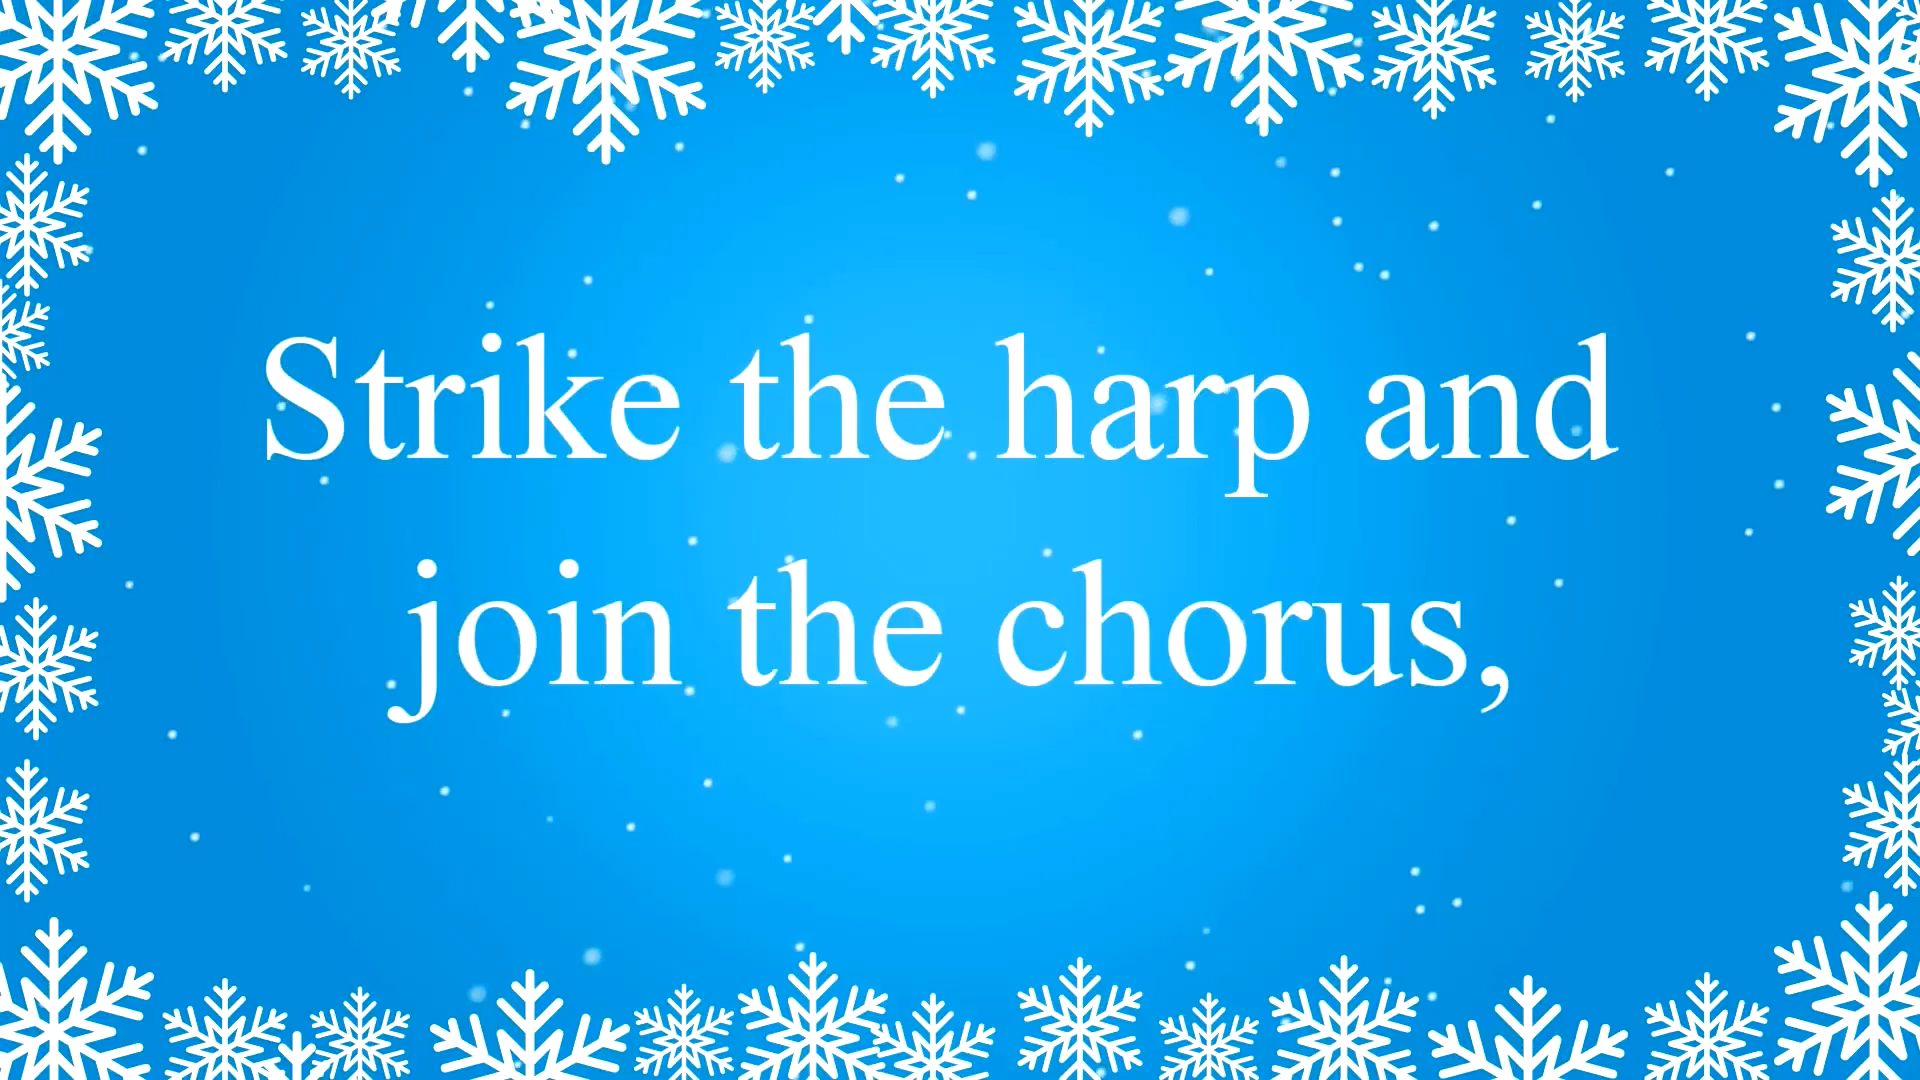 Strike the harp and
join the chorus,